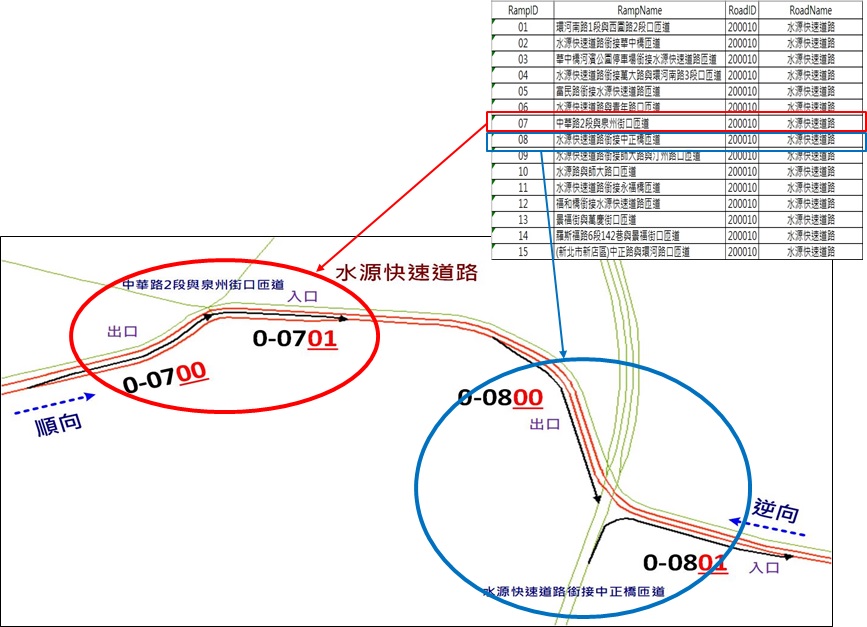 RampID RampName RoadID RoadName
01 環河南路1段與西園路2段口匝道 200010 水源快速道路
02 水源快速道路銜接華中橋匝道 200010 水源快速道路
03 華中橋河濱公園停車場銜接水源快速道路匝道 200010 水源快速道路
04 水源快速道路銜接萬大路與環河南路3段口匝道 200010 水源快速道路
05 富民路銜接水源快速道路匝道 200010 水源快速道路
06 水源快速道路與青年路口匝道 200010 水源快速道路
07 中華路2段與泉州街口匝道 200010 水源快速道路
08 水源快速道路銜接中正橋匝道 200010 水源快速道路
09 水源快速道路銜接師大路與汀州路口匝道 200010 水源快速道路
10 水源路與師大路口匝道 200010 水源快速道路
11 水源快速道路銜接永福橋匝道 200010 水源快速道路
12 福和橋銜接水源快速道路匝道 200010 水源快速道路
13 景福街與萬慶街口匝道 200010 水源快速道路
14 羅斯福路6段142巷與景福街口匝道 200010 水源快速道路
15 (新北市新店區)中正路與環河路口匝道 200010 水源快速道路
水源快速道路
中華路2段與泉州街口匝道
入口
出口
0-0701
0-0700
順向
0-0800
出口
逆向
0-0801
入口
水源快速道路銜接中正橋匝道